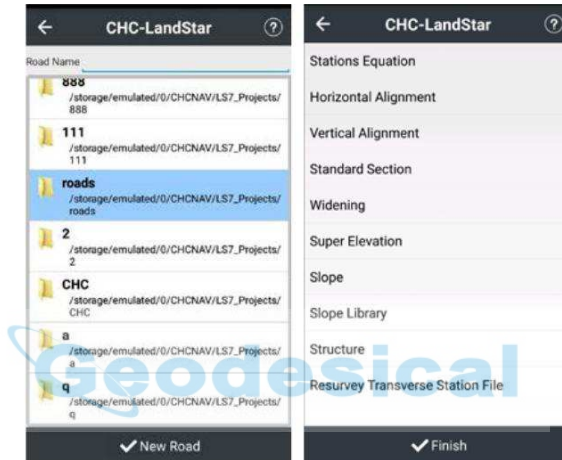 CHC-LandStar
Road Name
888
/storage/emulated/0/CHCNAV/LS7_Projects/
888
111
/storage/emulated/0/CHCNAV/LS7_Projects/
111
roads
/storage/emulated/0/CHCNAV/LS7_Projects/
roads
2
/storage/emulated/0/CHCNAV/LS7_Projects/
2
CHC
/storage/emulated/0/CHCNAV/LS7_Projects/
CHC
a
/storage/emulated/0/CHCNAV/LS7_Projects/
a
q
/storage/emulated/0/CHCNAV/LS7_Projects/
q
New Road
CHC-LandStar
Stations Equation
Horizontal Alignment
Vertical Alignment
Standard Section
Widening
Super Elevation
Slope
Slope Library
Structure
Resurvey Transverse Station File
Finish
Geodesical